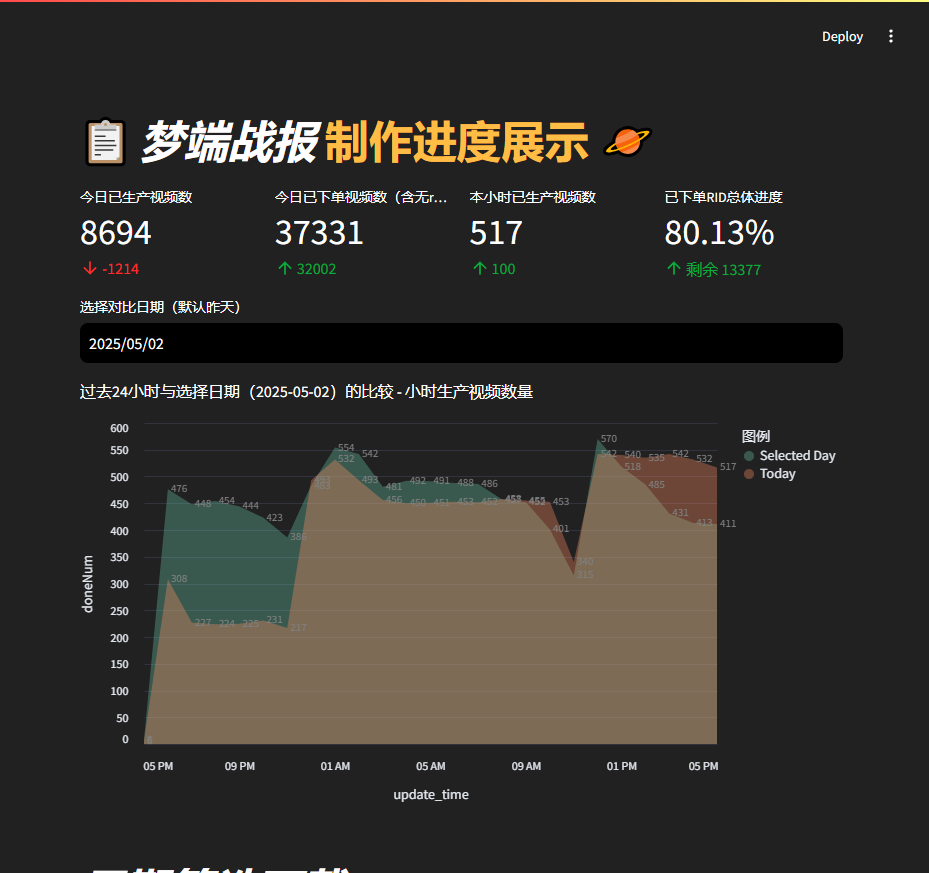 Deploy
梦端战报 制作进度展示
今日已生产视频数
8694
-1214
今日已下单视频数（含无r...
37331
32002
本小时已生产视频数
517
100
已下单RID总体进度
80.13%
剩余 13377
选择对比日期（默认昨天）
2025/05/02
过去24小时与选择日期（2025-05-02）的比较 - 小时生产视频数量
图例
Selected Day
Today
doneNum
600
550
500
450
400
350
300
250
200
150
100
50
0
476 448 454 444 423 554 542 481 492 491 488 486 401 315 570 518 485 431 413 411
308 227 224 225 231 217 532 493 456 450 451 453 452 453 340 542 540 535 542 532 517
05 PM 09 PM 01 AM 05 AM 09 AM 01 PM 05 PM
update_time